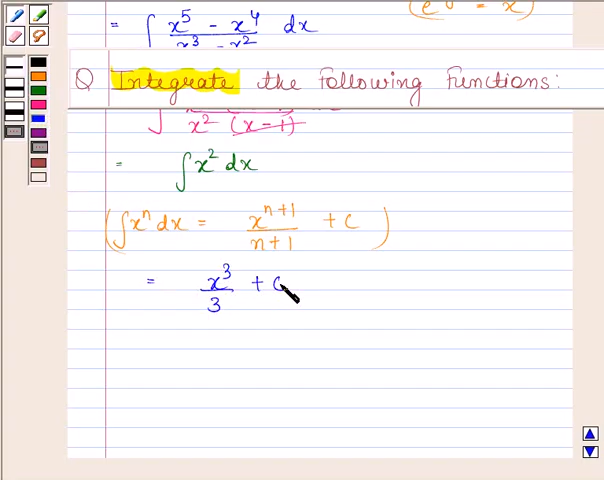 = ∫ x⁵ - x⁴ / x³ - x² dx
Q Integrate the Following Functions:
∫ x² (x-1)
= ∫ x² dx
(∫ xⁿ dx = xⁿ⁺¹ / n+1 + c)
= x³ / 3 + c